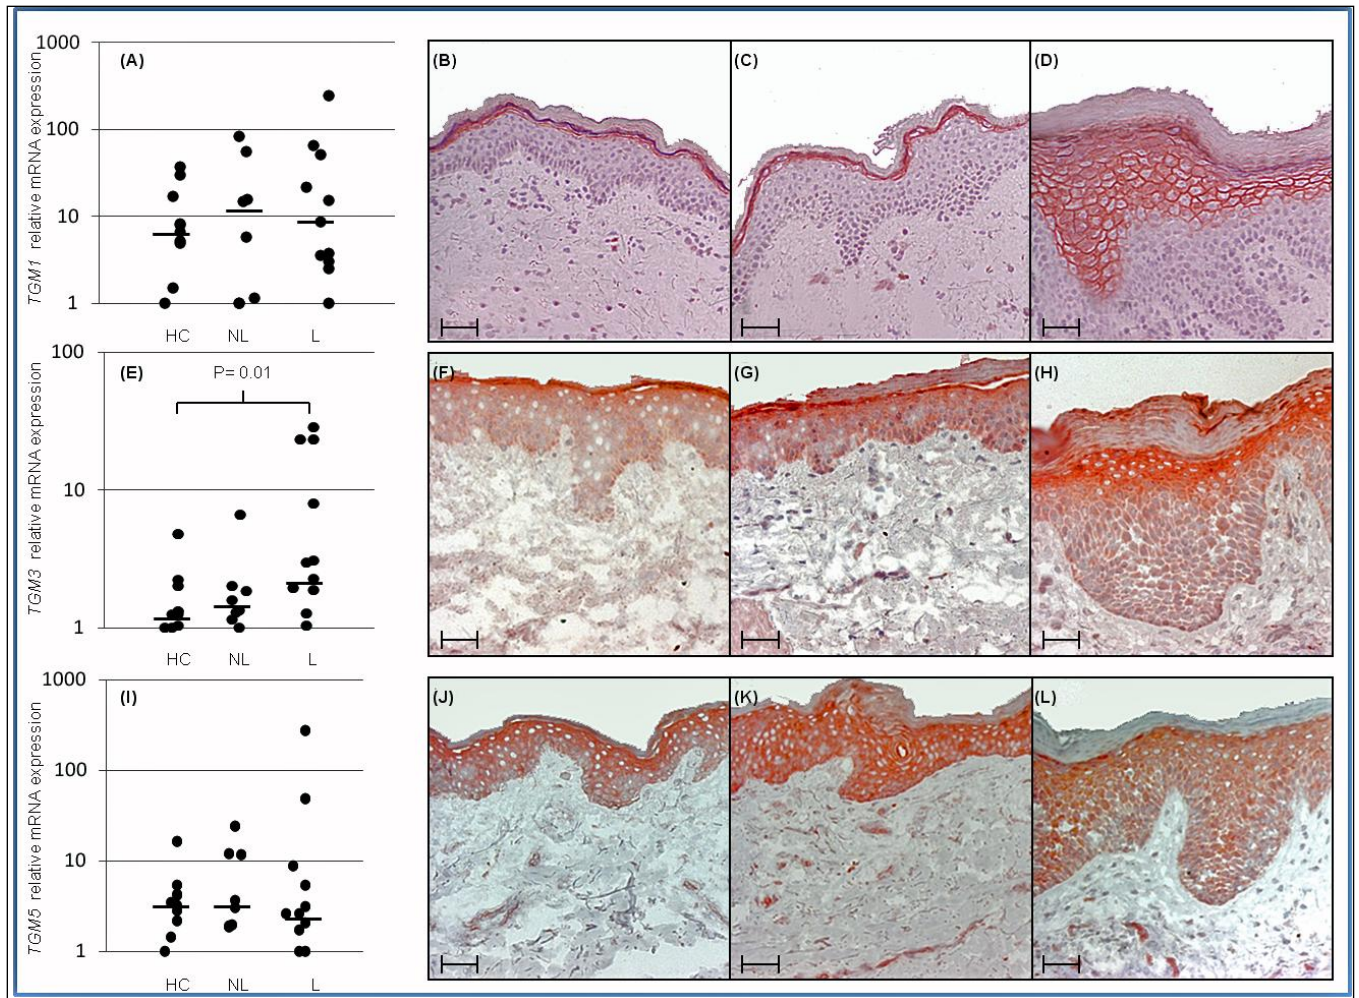 1000
100
10
1
(A)
TGM1 relative mRNA expression
HC NL L
(B)
(C)
(D)
100
10
1
(E)
P= 0.01
TGM3 relative mRNA expression
HC NL L
(F)
(G)
(H)
1000
100
10
1
(I)
TGM5 relative mRNA expression
HC NL L
(J)
(K)
(L)